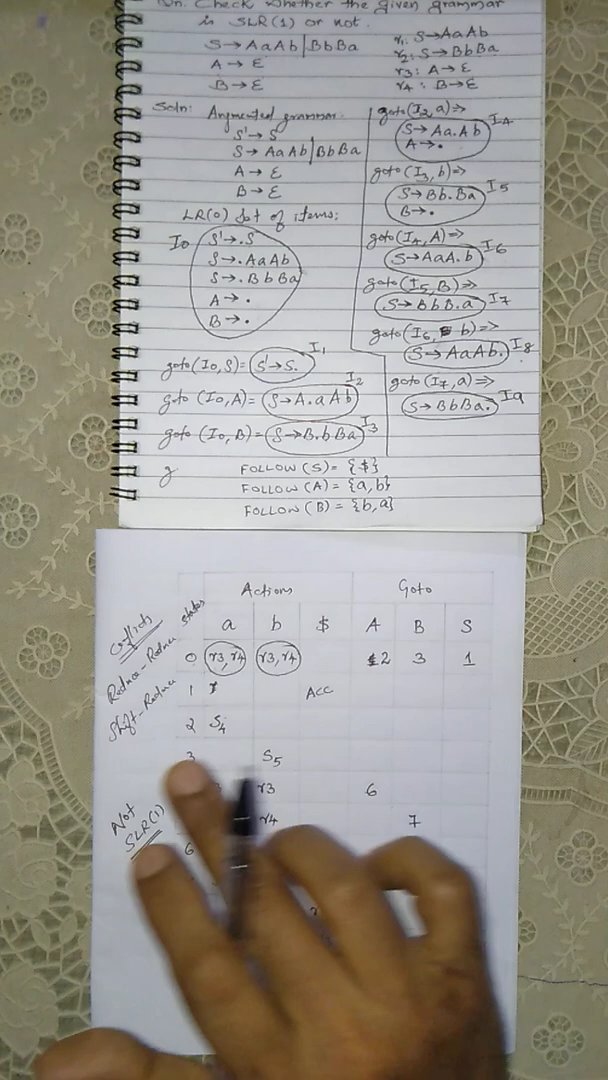 Qn. Check whether the given grammar
is SLR(1) or not.
S→AaAb|BbBa
A→ε
B→ε
r1: S→AaAb
r2: S→BbBa
r3: A→ε
r4: B→ε
Soln: Augmented grammar:
S'→S
S→AaAb|BbBa
A→ε
B→ε
LR(0) set of items:
I0
S'→.S
S→.AaAb
S→.BbBa
A→.
B→.
goto(I0,S)= S'→S. I1
goto(I0,A)= S→A.aAb I2
goto(I0,B)= S→B.bBa I3
goto(I2,a)=>
S→Aa.Ab I4
A→.
goto(I3,b)=>
S→Bb.Ba I5
B→.
goto(I4,A)=>
S→AaA.b I6
goto(I5,B)=>
S→BbB.a I7
goto(I6, b)=>
S→AaAb. I8
goto(I7,a)=>
S→BbBa. I9
FOLLOW(S)= {$}
FOLLOW(A)= {a,b}
FOLLOW(B)= {b,a}
Conflicts
Reduce-Reduce
Shift-Reduce
Not
SLR(1)
States Actions Goto
a b $ A B S
0 r3,r4 r3,r4 2 3 1
1 Acc
2 S4
3 S5
r3 6
r4 7
6